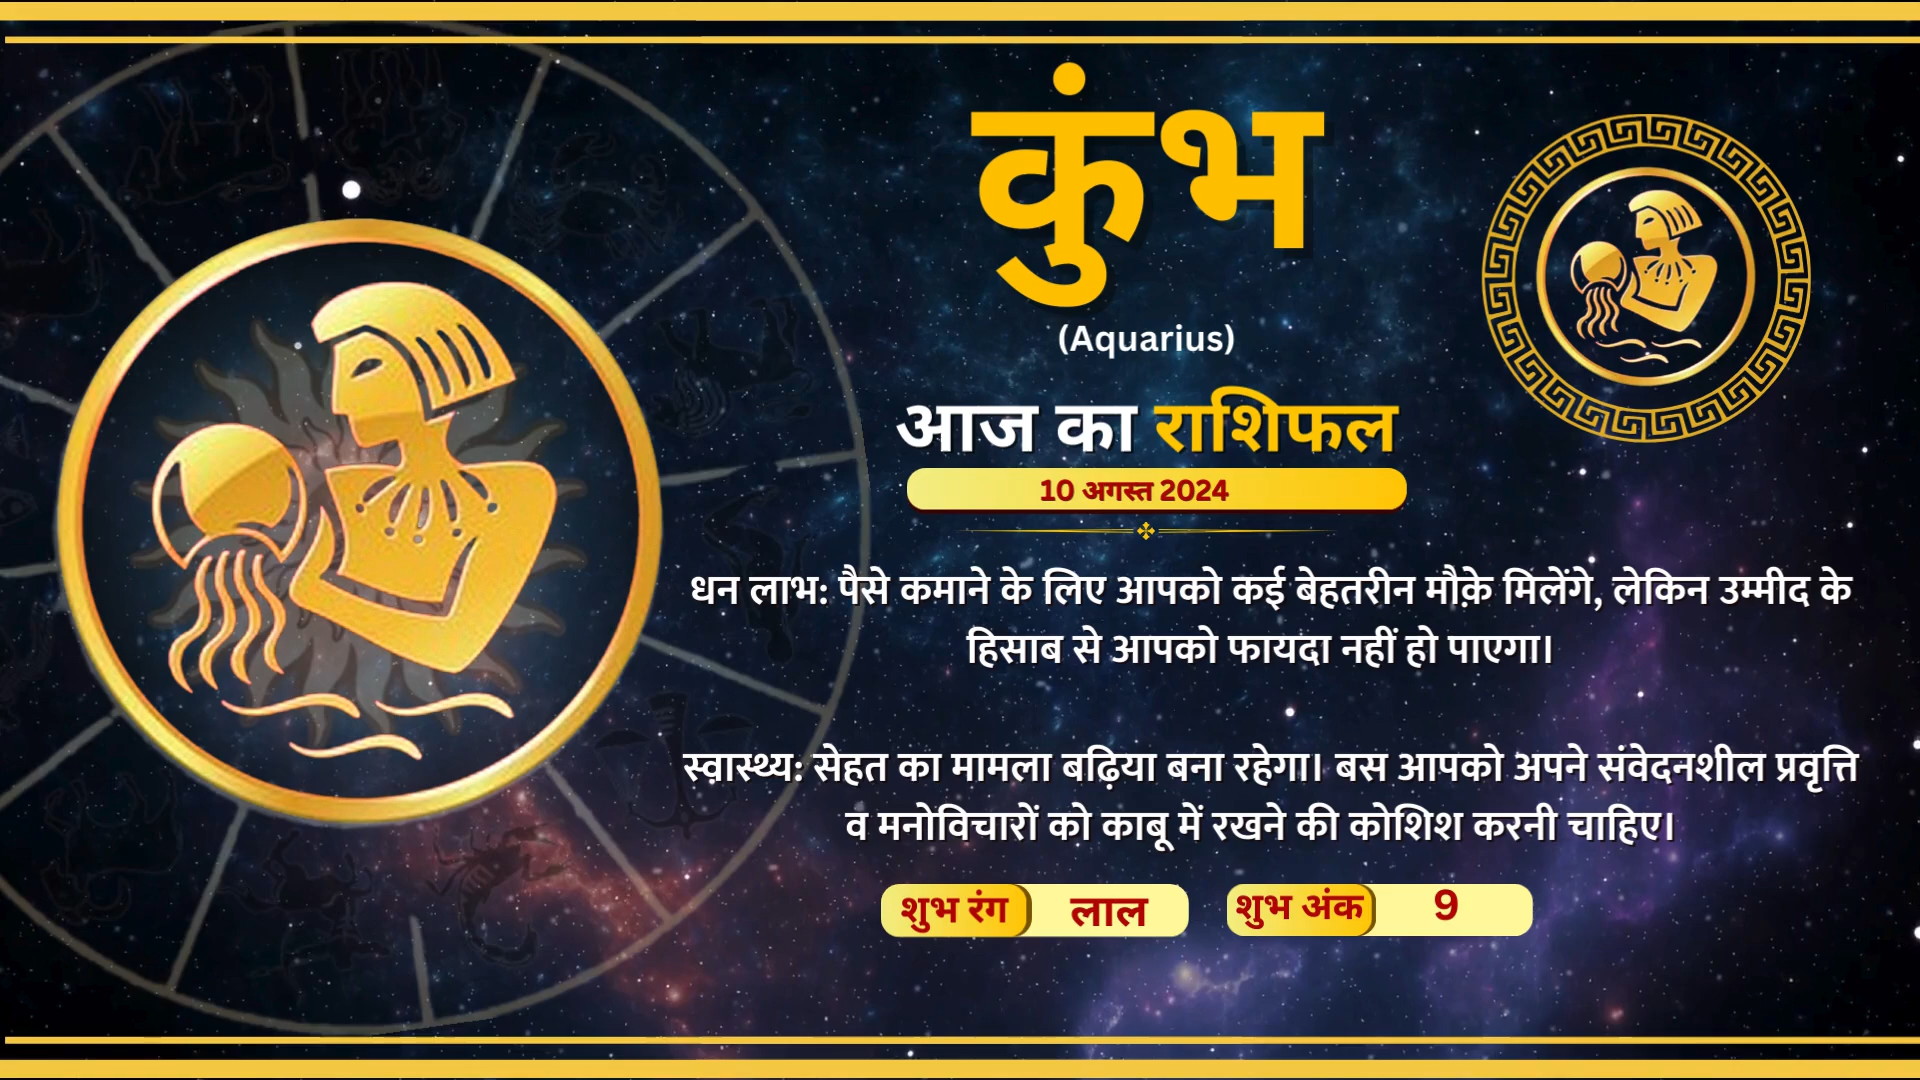 कुंभ
(Aquarius)
आज का राशिफल
10 अगस्त 2024
धन लाभ: पैसे कमाने के लिए आपको कई बेहतरीन मौक़े मिलेंगे, लेकिन उम्मीद के
हिसाब से आपको फायदा नहीं हो पाएगा।
स्वास्थ्य: सेहत का मामला बढ़िया बना रहेगा। बस आपको अपने संवेदनशील प्रवृत्ति
व मनोविचारों को काबू में रखने की कोशिश करनी चाहिए।
शुभ रंग लाल शुभ अंक 9